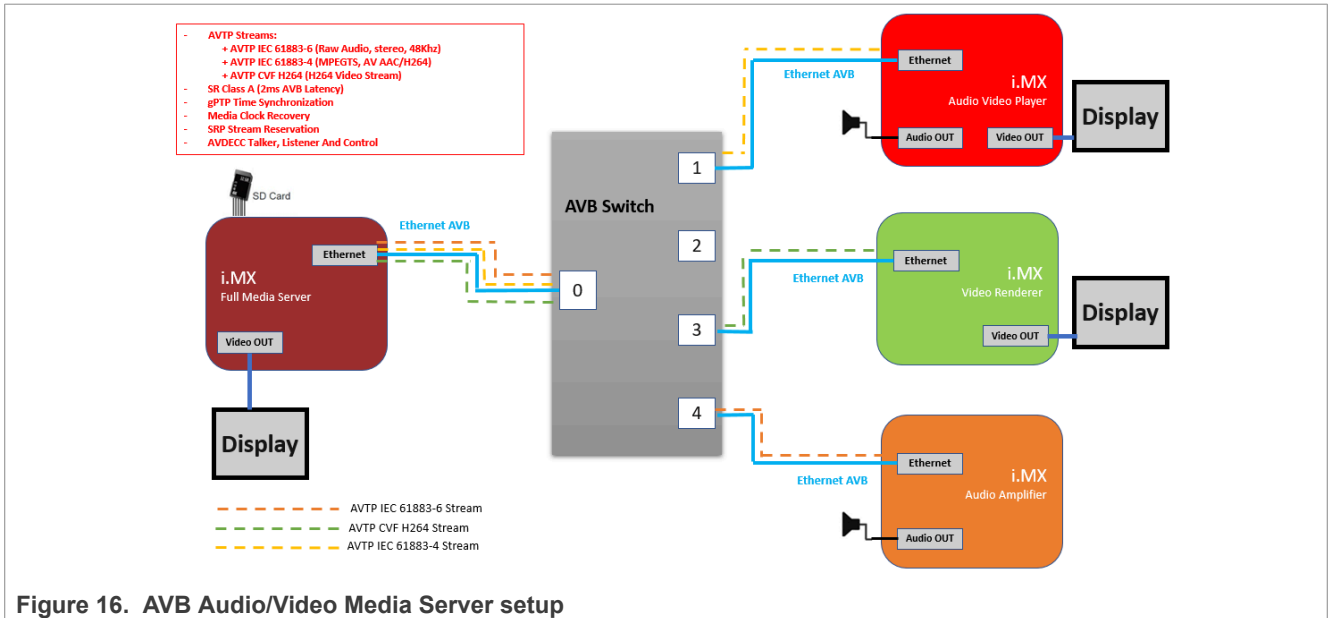 - AVTP Streams:
+ AVTP IEC 61883-6 (Raw Audio, stereo, 48Khz)
+ AVTP IEC 61883-4 (MPEGTS, AV AAC/H264)
+ AVTP CVF H264 (H264 Video Stream)
- SR Class A (2ms AVB Latency)
- gPTP Time Synchronization
- Media Clock Recovery
- SRP Stream Reservation
- AVDECC Talker, Listener And Control
SD Card
Ethernet AVB
Ethernet
i.MX
Full Media Server
Video OUT
Display
AVB Switch
0
1
2
3
4
Ethernet AVB
Ethernet
i.MX
Audio Video Player
Audio OUT
Video OUT
Display
Ethernet AVB
Ethernet
i.MX
Video Renderer
Video OUT
Display
Ethernet AVB
Ethernet
i.MX
Audio Amplifier
Audio OUT
AVTP IEC 61883-6 Stream
AVTP CVF H264 Stream
AVTP IEC 61883-4 Stream
Figure 16. AVB Audio/Video Media Server setup